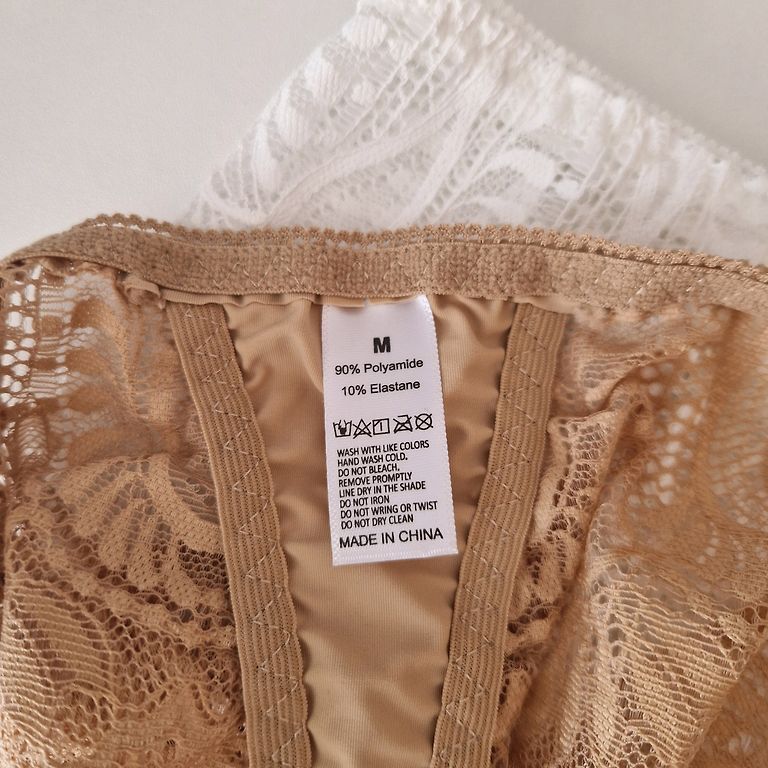 M
90% Polyamide
10% Elastane
WASH WITH LIKE COLORS
HAND WASH COLD.
DO NOT BLEACH.
REMOVE PROMPTLY
LINE DRY IN THE SHADE
DO NOT IRON
DO NOT WRING OR TWIST
DO NOT DRY CLEAN
MADE IN CHINA